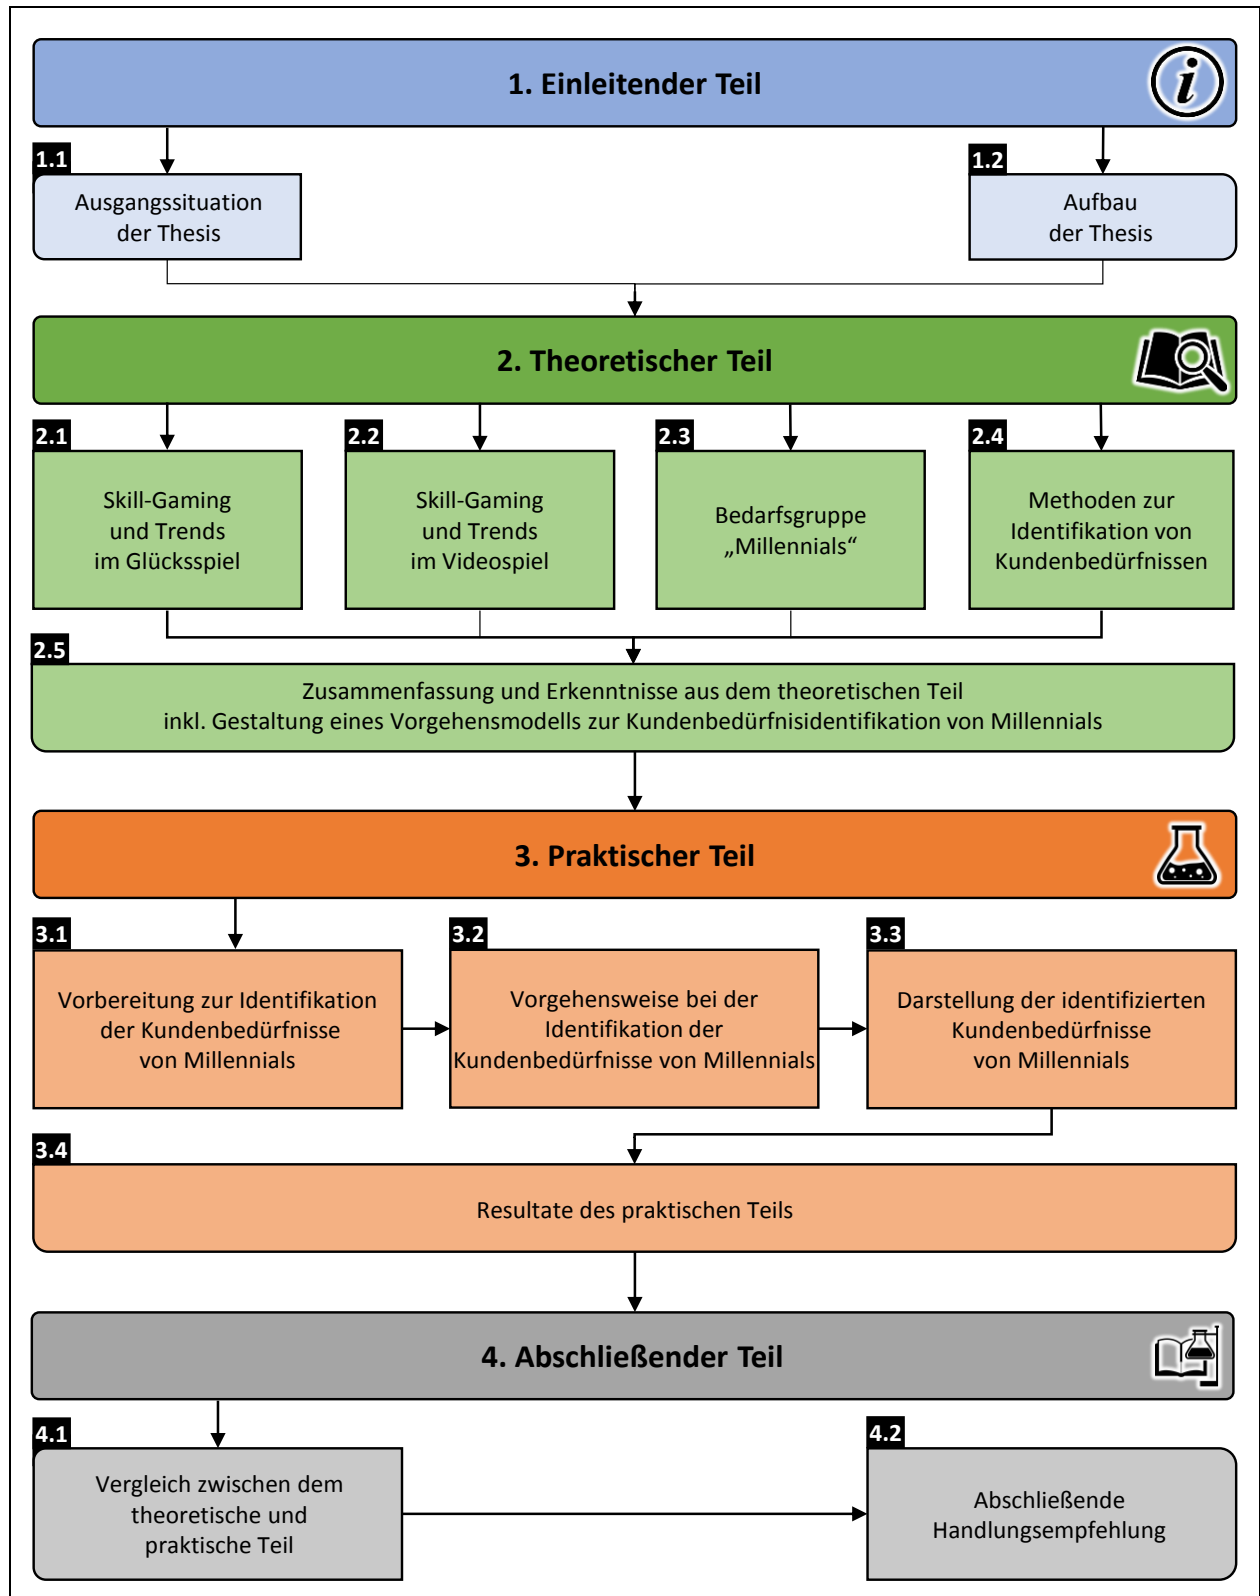 1. Einleitender Teil
i
1.1
Ausgangssituation
der Thesis
1.2
Aufbau
der Thesis
2. Theoretischer Teil
2.1
Skill-Gaming
und Trends
im Glücksspiel
2.2
Skill-Gaming
und Trends
im Videospiel
2.3
Bedarfsgruppe
„Millennials“
2.4
Methoden zur
Identifikation von
Kundenbedürfnissen
2.5
Zusammenfassung und Erkenntnisse aus dem theoretischen Teil
inkl. Gestaltung eines Vorgehensmodells zur Kundenbedürfnisidentifikation von Millennials
3. Praktischer Teil
3.1
Vorbereitung zur Identifikation
der Kundenbedürfnisse
von Millennials
3.2
Vorgehensweise bei der
Identifikation der
Kundenbedürfnisse von Millennials
3.3
Darstellung der identifizierten
Kundenbedürfnisse
von Millennials
3.4
Resultate des praktischen Teils
4. Abschließender Teil
4.1
Vergleich zwischen dem
theoretische und
praktische Teil
4.2
Abschließende
Handlungsempfehlung